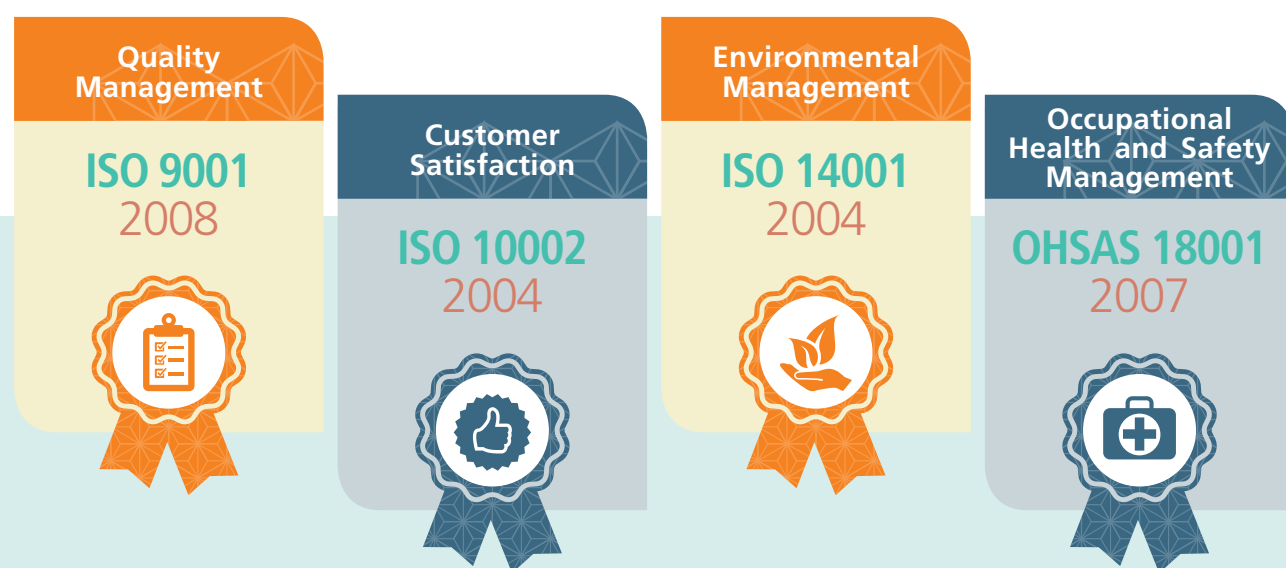 Quality
Management
ISO 9001
2008
Customer
Satisfaction
ISO 10002
2004
Environmental
Management
ISO 14001
2004
Occupational
Health and Safety
Management
OHSAS 18001
2007